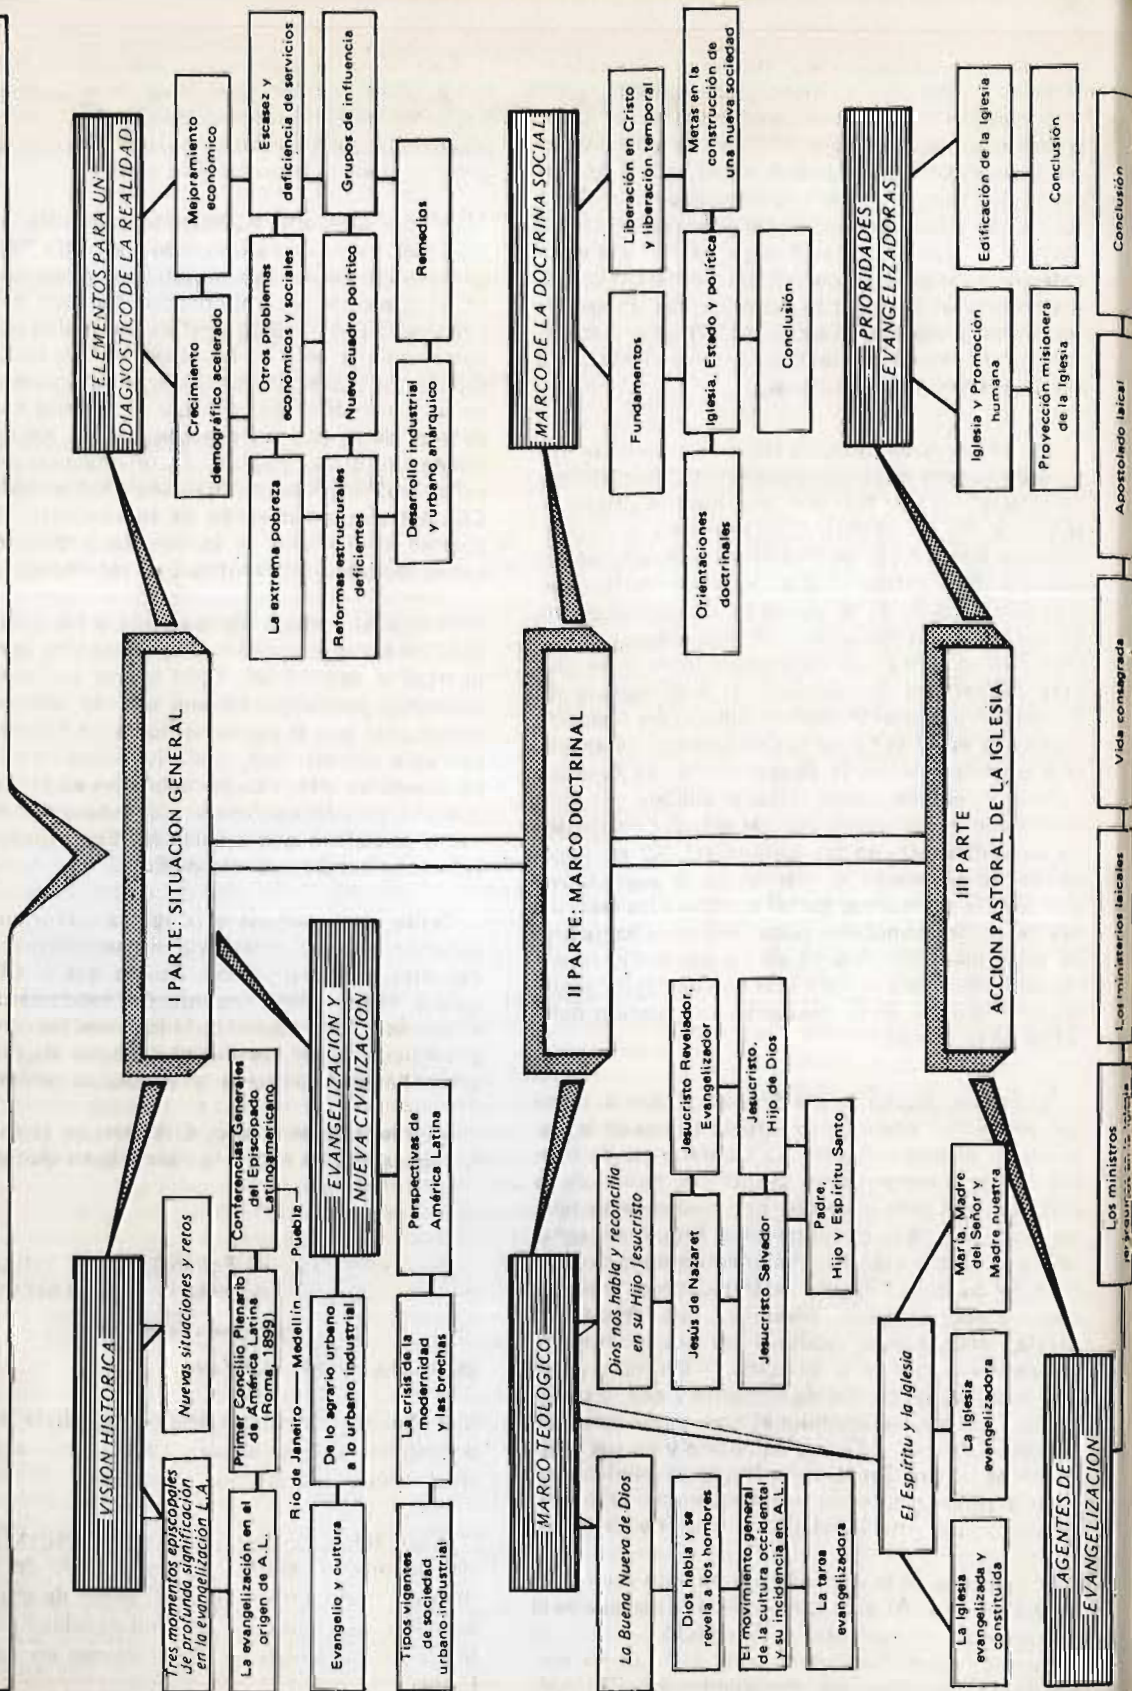 I PARTE: SITUACION GENERAL
VISION HISTORICA
Tres momentos episcopales
de profunda significación
en la evangelización L.A.
Nuevas situaciones y retos
La evangelización en el
origen de A.L.
Primer Concilio Plenario
de América Latina
(Roma, 1899)
Conferencias Generales
del Episcopado
Latinoamericano
Río de Janeiro — Medellín — Puebla
EVANGELIZACION Y
NUEVA CIVILIZACION
Evangelio y cultura
De lo agrario urbano
a lo urbano industrial
Tipos vigentes
de sociedad
urbano-industrial
La crisis de la
modernidad
y las brechas
Perspectivas de
América Latina
ELEMENTOS PARA UN
DIAGNOSTICO DE LA REALIDAD
Crecimiento
demográfico acelerado
Mejoramiento
económico
La extrema pobreza
Otros problemas
económicos y sociales
Escasez y
deficiencia de servicios
Reformas estructurales
deficientes
Nuevo cuadro político
Grupos de influencia
Desarrollo industrial
y urbano anárquico
Remedios
II PARTE: MARCO DOCTRINAL
MARCO TEOLOGICO
La Buena Nueva de Dios
Dios nos habla y reconcilia
en su Hijo Jesucristo
Dios habla y se
revela a los hombres
El movimiento general
de la cultura occidental
y su incidencia en A.L.
La tarea
evangelizadora
Jesús de Nazaret
Jesucristo Revelador
Evangelizador
Jesucristo Salvador
Jesucristo,
Hijo de Dios
Padre,
Hijo y Espíritu Santo
El Espíritu y la Iglesia
La Iglesia
evangelizada y
constituida
La Iglesia
evangelizadora
María, Madre
del Señor y
Madre nuestra
MARCO DE LA DOCTRINA SOCIAL
Fundamentos
Liberación en Cristo
y liberación temporal
Orientaciones
doctrinales
Iglesia, Estado y política
Metas en la
construcción de
una nueva sociedad
Conclusión
III PARTE
ACCION PASTORAL DE LA IGLESIA
AGENTES DE
EVANGELIZACION
PRIORIDADES
EVANGELIZADORAS
Iglesia y Promoción
humana
Edificación de la Iglesia
Proyección misionera
de la Iglesia
Conclusión
Los ministros
jerárquicos en la Iglesia
Los ministerios laicales
Vida consagrada
Apostolado laical
Conclusión